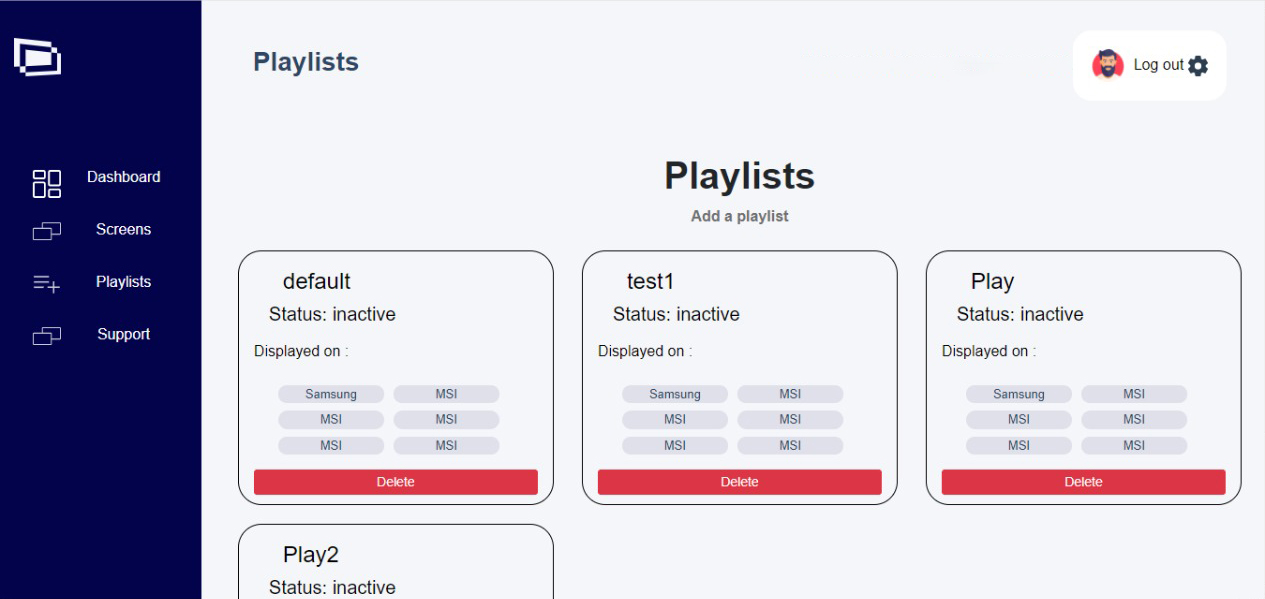 Playlists
Log out
Dashboard
Screens
Playlists
Support
Playlists
Add a playlist
default
Status: inactive
Displayed on :
Samsung MSI
MSI MSI
MSI MSI
Delete
test1
Status: inactive
Displayed on :
Samsung MSI
MSI MSI
MSI MSI
Delete
Play
Status: inactive
Displayed on :
Samsung MSI
MSI MSI
MSI MSI
Delete
Play2
Status: inactive